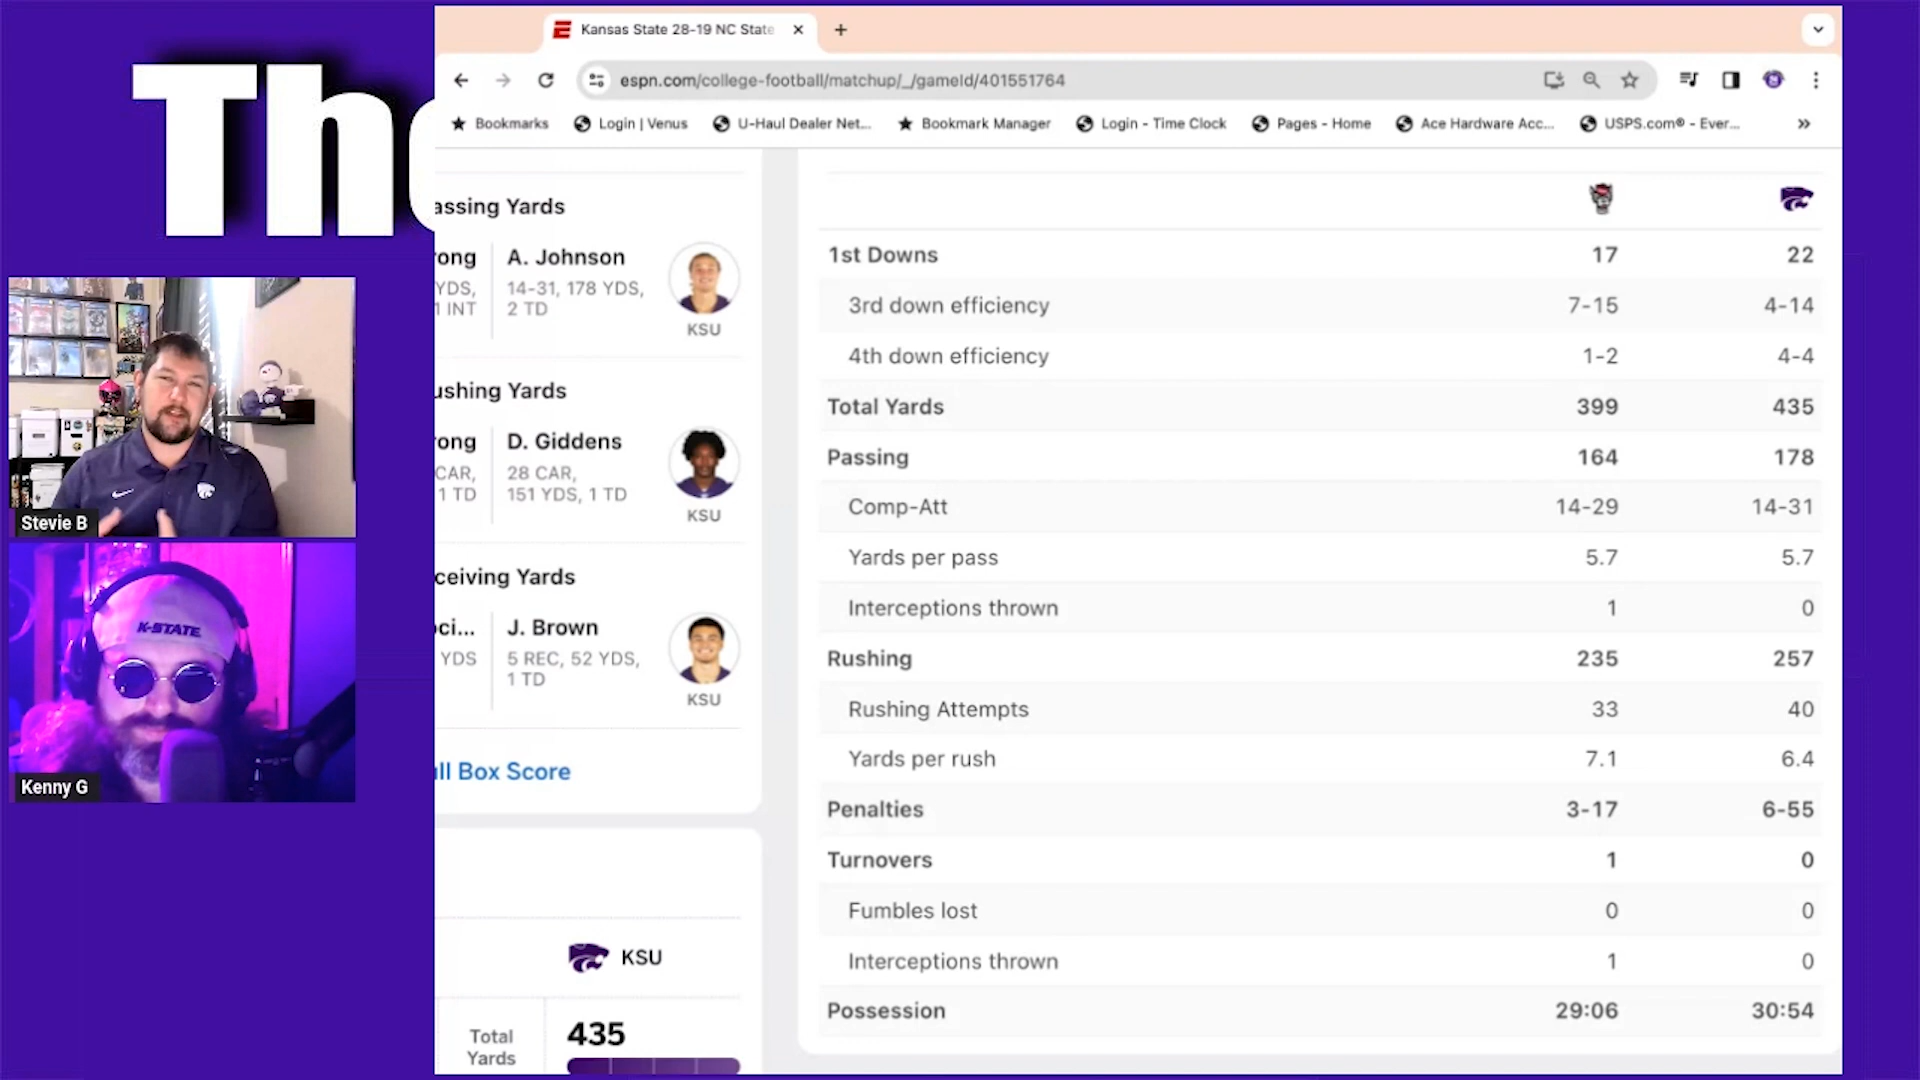 The
Stevie B
K-STATE
Kenny G
Kansas State 28-19 NC State
espn.com/college-football/matchup/_/gameId/401551764
Bookmarks
Login | Venus
U-Haul Dealer Net...
Bookmark Manager
Login - Time Clock
Pages - Home
Ace Hardware Acc...
USPS.com® - Ever...
assing Yards
ong
YDS,
1 INT
A. Johnson
14-31, 178 YDS,
2 TD
KSU
ushing Yards
rong
CAR,
1 TD
D. Giddens
28 CAR,
151 YDS, 1 TD
KSU
ceiving Yards
oci...
YDS
J. Brown
5 REC, 52 YDS,
1 TD
KSU
ll Box Score
KSU
Total
Yards
435
1st Downs 17 22
3rd down efficiency 7-15 4-14
4th down efficiency 1-2 4-4
Total Yards 399 435
Passing 164 178
Comp-Att 14-29 14-31
Yards per pass 5.7 5.7
Interceptions thrown 1 0
Rushing 235 257
Rushing Attempts 33 40
Yards per rush 7.1 6.4
Penalties 3-17 6-55
Turnovers 1 0
Fumbles lost 0 0
Interceptions thrown 1 0
Possession 29:06 30:54